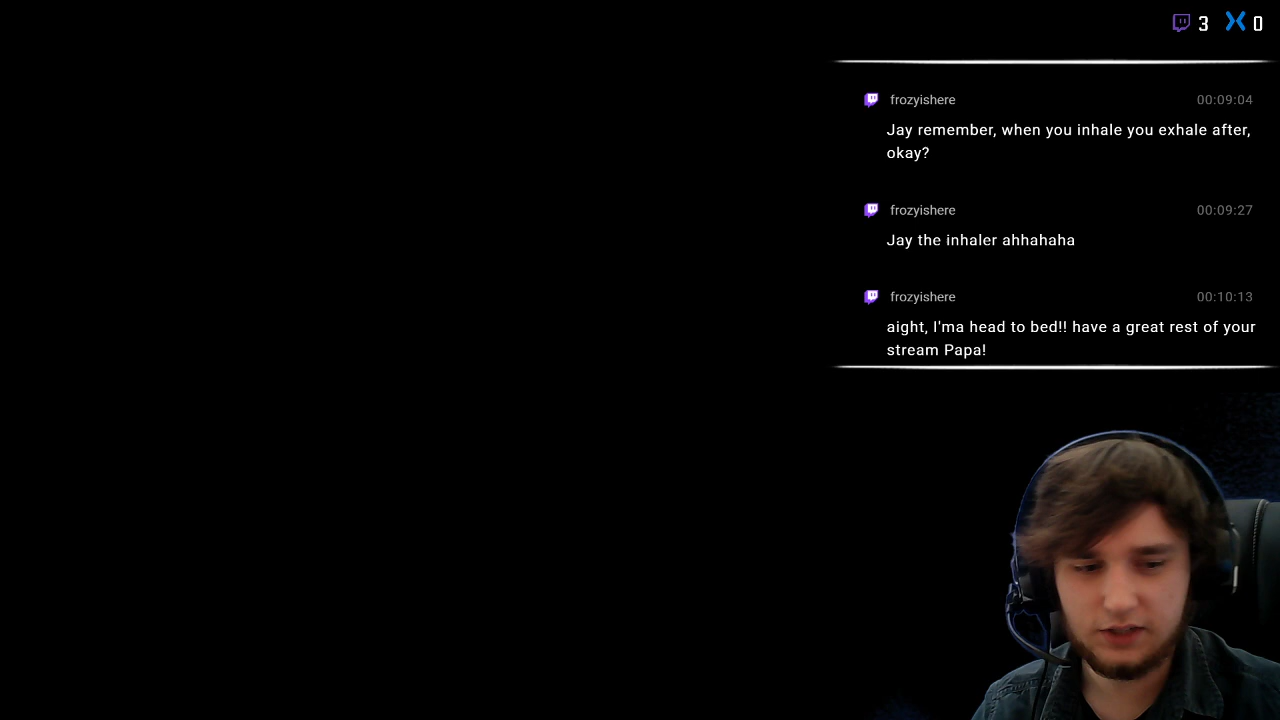 3 0
frozyishere 00:09:04
Jay remember, when you inhale you exhale after,
okay?
frozyishere 00:09:27
Jay the inhaler ahhahaha
frozyishere 00:10:13
aight, I'ma head to bed!! have a great rest of your
stream Papa!